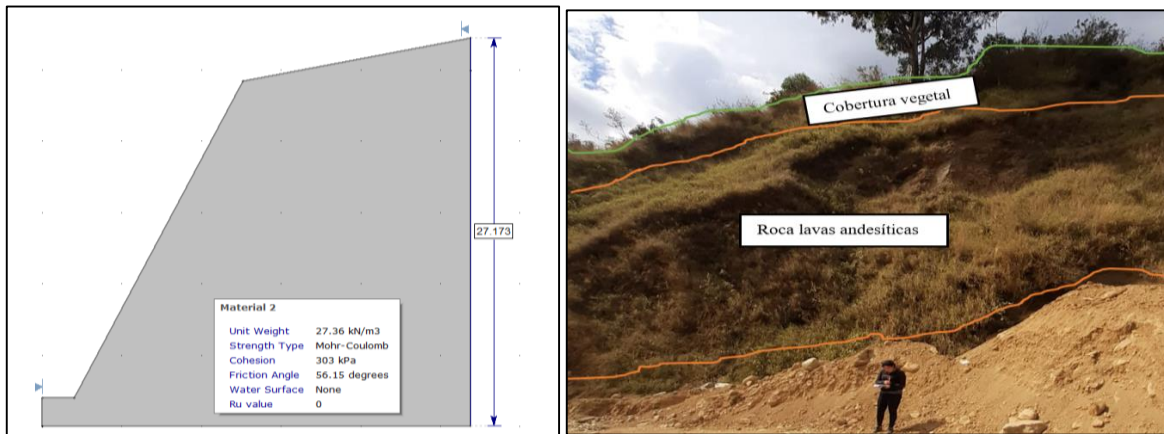 27.173
Material 2
Unit Weight 27.36 kN/m3
Strength Type Mohr-Coulomb
Cohesion 303 kPa
Friction Angle 56.15 degrees
Water Surface None
Ru value 0
Cobertura vegetal
Roca lavas andesíticas